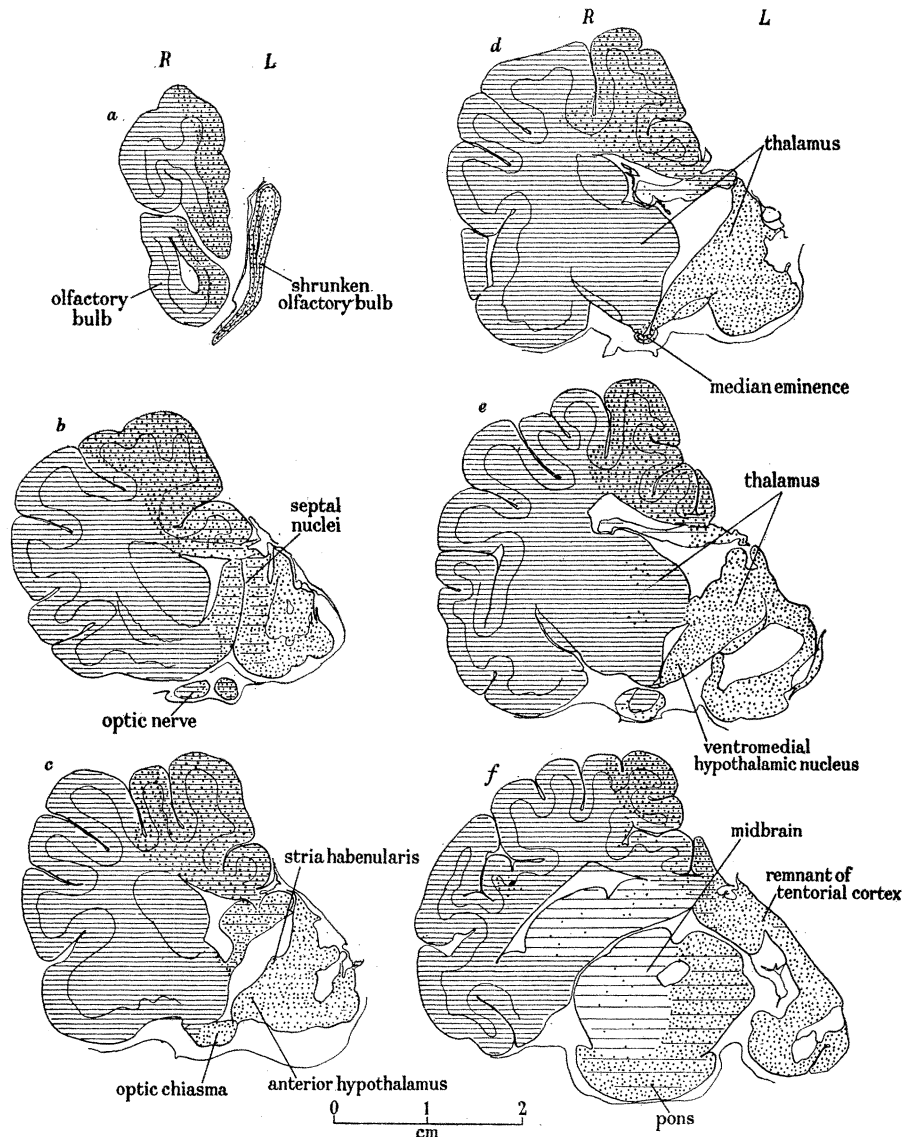 R
L
a
olfactory
bulb
shrunken
olfactory bulb
b
septal
nuclei
optic nerve
c
stria habenularis
optic chiasma
anterior hypothalamus
R
L
d
thalamus
median eminence
e
thalamus
ventromedial
hypothalamic nucleus
f
midbrain
remnant of
tentorial cortex
pons
0 1 2
cm